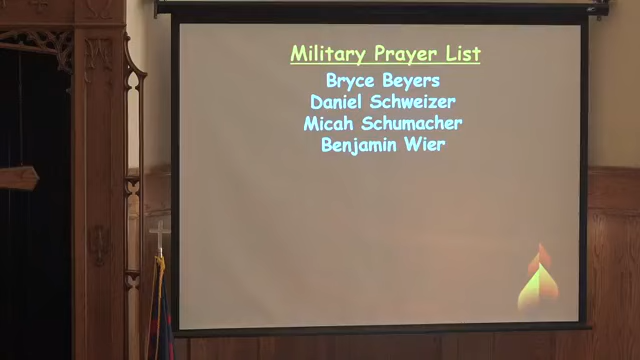 Military Prayer List
Bryce Beyers
Daniel Schweizer
Micah Schumacher
Benjamin Wier